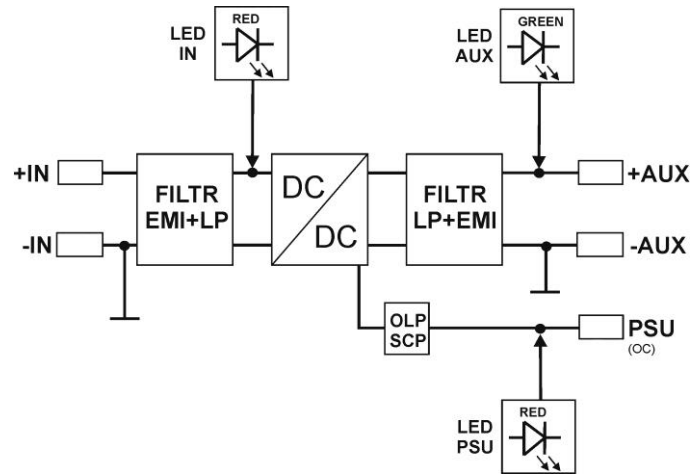 LED
IN
RED
LED
AUX
GREEN
+IN
FILTR
EMI+LP
DC
DC
FILTR
LP+EMI
+AUX
-IN
-AUX
OLP
SCP
PSU
(OC)
LED
PSU
RED